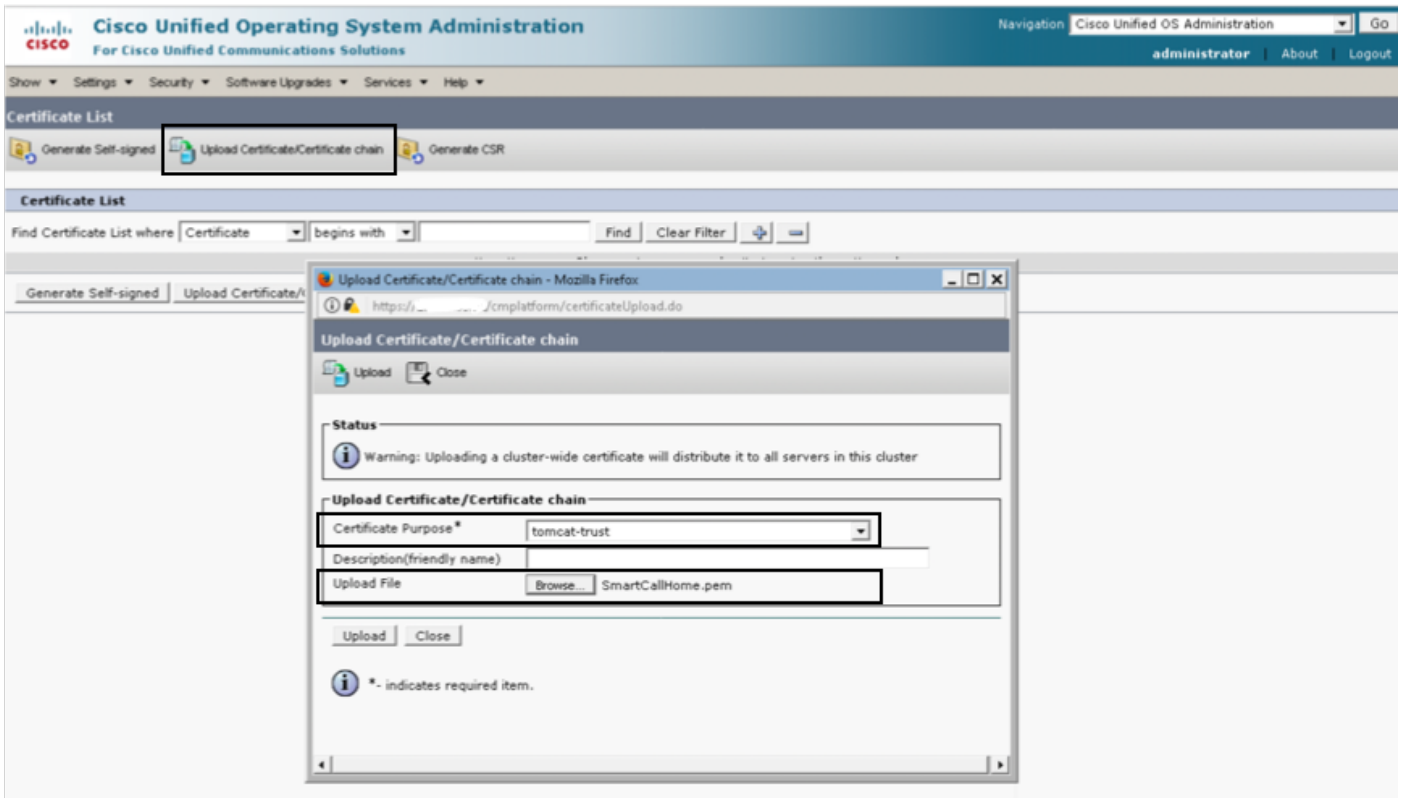 Cisco Unified Operating System Administration
For Cisco Unified Communications Solutions
CISCO
Navigation Cisco Unified OS Administration Go
administrator | About | Logout
Show Settings Security Software Upgrades Services Help
Certificate List
Generate Self-signed Upload Certificate/Certificate chain Generate CSR
Certificate List
Find Certificate List where Certificate begins with Find Clear Filter
Generate Self-signed Upload Certificate/
Upload Certificate/Certificate chain - Mozilla Firefox
https:// /cmplatform/certificateUpload.do
Upload Certificate/Certificate chain
Upload Close
Status
Warning: Uploading a cluster-wide certificate will distribute it to all servers in this cluster
Upload Certificate/Certificate chain
Certificate Purpose* tomcat-trust
Description(friendly name)
Upload File Browse... SmartCallHome.pem
Upload Close
*- indicates required item.